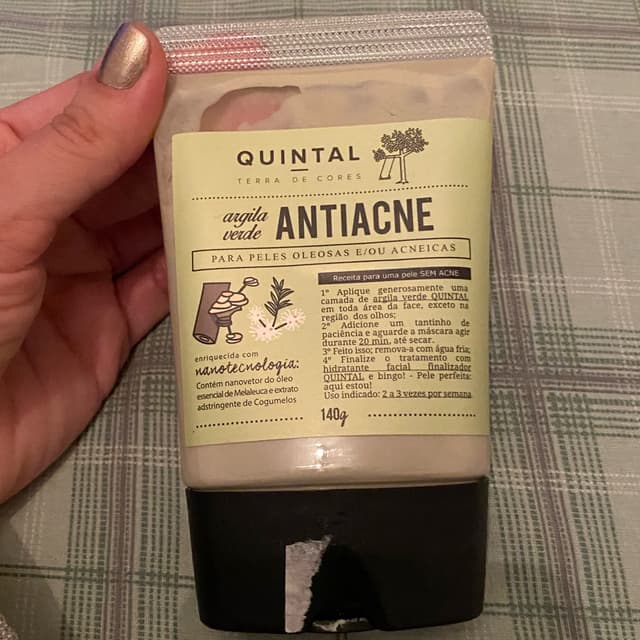 QUINTAL
TERRA DE CORES
argila
verde
ANTIACNE
PARA PELES OLEOSAS E/OU ACNEICAS
enriquecida com
nanotecnologia:
Contém nanovetor do óleo
essencial de Melaleuca e extrato
adstringente de Cogumelos
Receita para uma pele SEM ACNE
1º Aplique generosamente uma
camada de argila verde QUINTAL
em toda área da face, exceto na
região dos olhos;
2º Adicione um tantinho de
paciência e aguarde a máscara agir
durante 20 min. até secar.
3º Feito isso; remova-a com água fria;
4º Finalize o tratamento com
hidratante facial finalizador
QUINTAL e bingo! - Pele perfeita:
aqui estou!
Uso indicado: 2 a 3 vezes por semana
140g